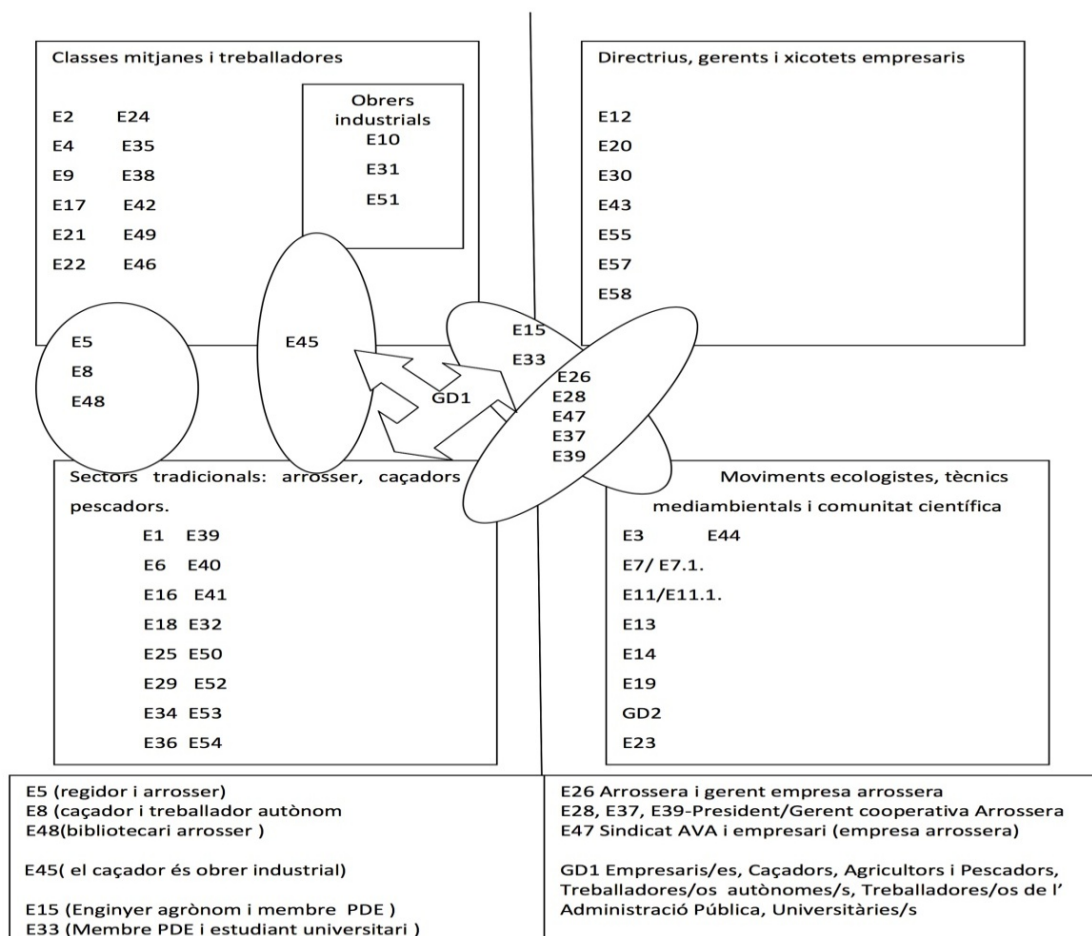 Classes mitjanes i treballadores
E2 E24
E4 E35
E9 E38
E17 E42
E21 E49
E22 E46
Obrers
industrials
E10
E31
E51
Directrius, gerents i xicotets empresaris
E12
E20
E30
E43
E55
E57
E58
E5
E8
E48
E45
GD1
E15
E33
E26
E28
E47
E37
E39
Sectors tradicionals: arrosser, caçadors
pescadors.
E1 E39
E6 E40
E16 E41
E18 E32
E25 E50
E29 E52
E34 E53
E36 E54
Moviments ecologistes, tècnics
mediambientals i comunitat científica
E3 E44
E7/ E7.1.
E11/E11.1.
E13
E14
E19
GD2
E23
E5 (regidor i arrosser)
E8 (caçador i treballador autònom
E48(bibliotecari arrosser )
E45( el caçador és obrer industrial)
E15 (Enginyer agrònom i membre PDE )
E33 (Membre PDE i estudiant universitari )
E26 Arrossera i gerent empresa arrossera
E28, E37, E39-President/Gerent cooperativa Arrossera
E47 Sindicat AVA i empresari (empresa arrossera)
GD1 Empresaris/es, Caçadors, Agricultors i Pescadors,
Treballadores/os autònomes/s, Treballadores/os de l'
Administració Pública, Universitàries/s